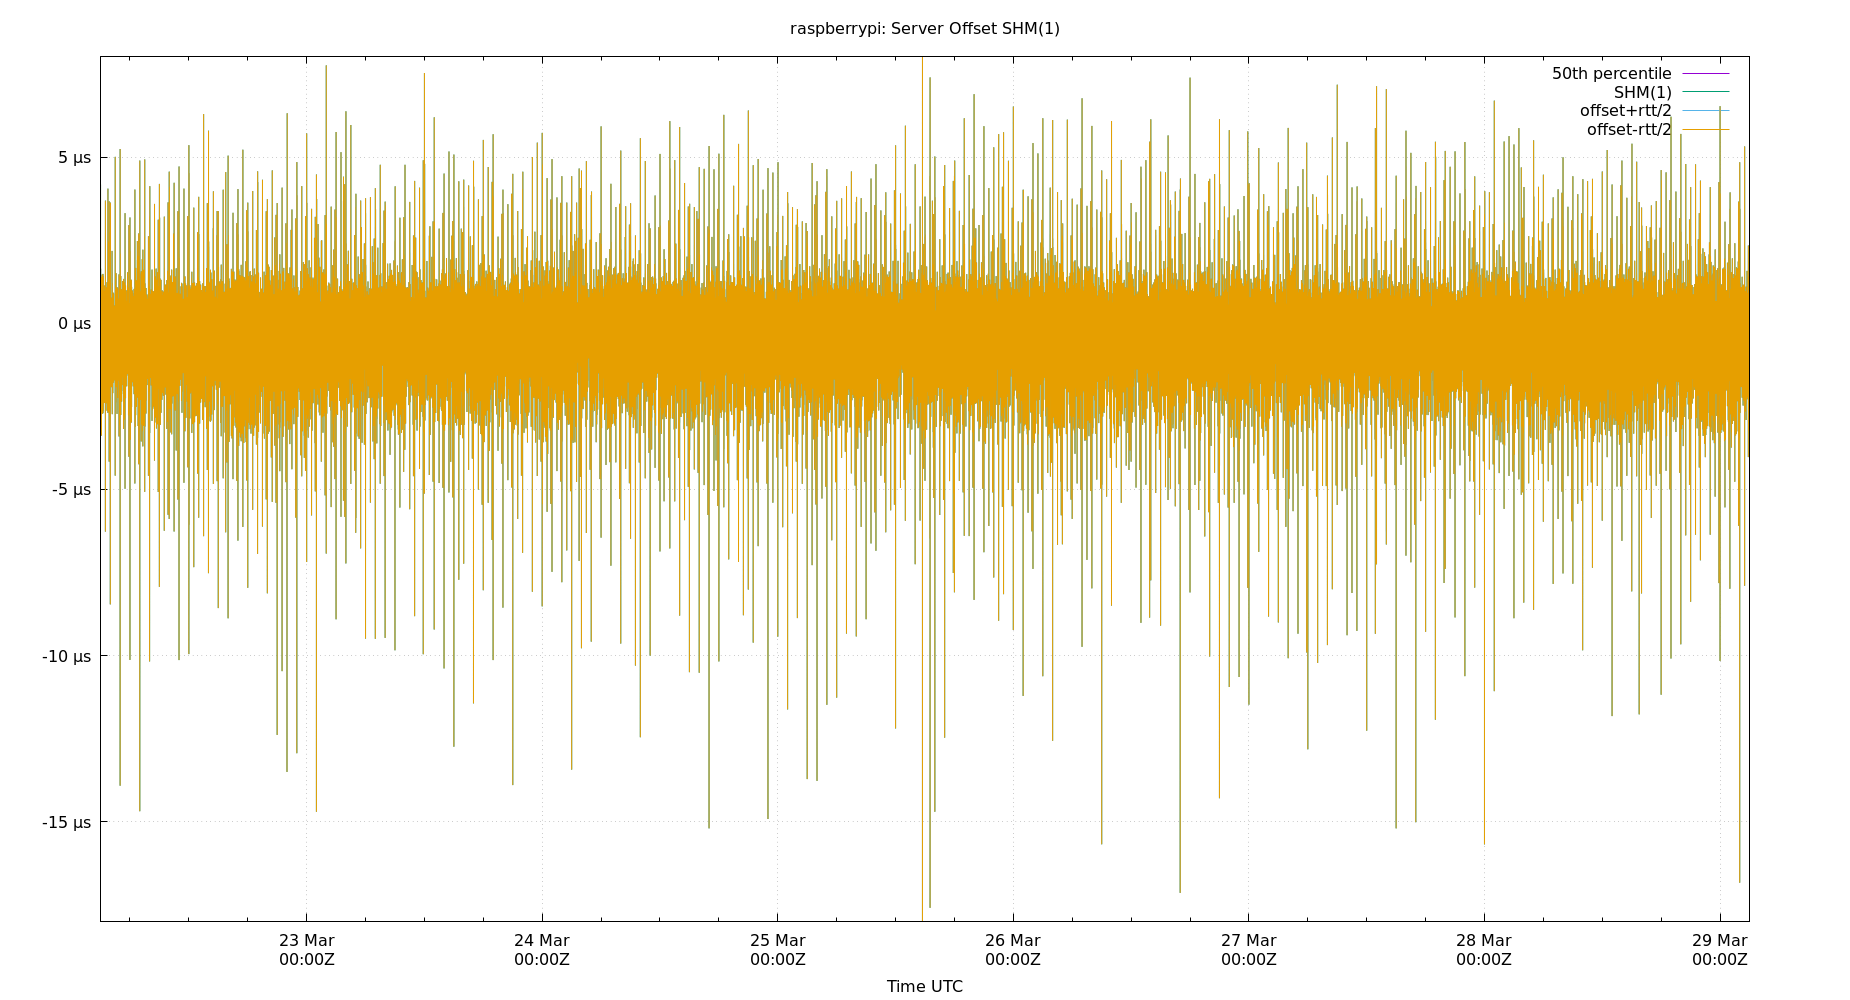 raspberrypi: Server Offset SHM(1)
50th percentile
SHM(1)
offset+rtt/2
offset-rtt/2
5 µs
0 µs
-5 µs
-10 µs
-15 µs
23 Mar 24 Mar 25 Mar 26 Mar 27 Mar 28 Mar 29 Mar
00:00Z 00:00Z 00:00Z 00:00Z 00:00Z 00:00Z 00:00Z
Time UTC